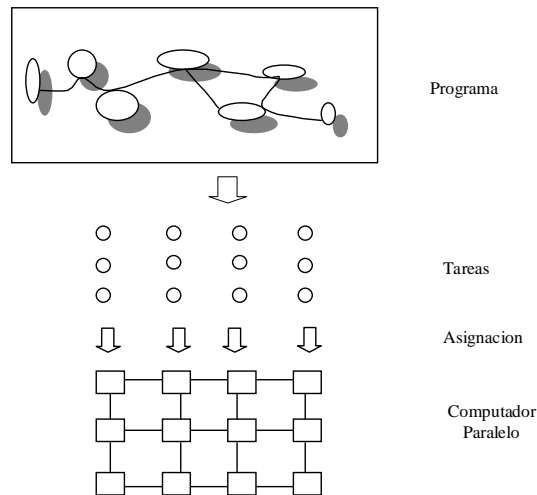 Programa
Tareas
Asignacion
Computador
Paralelo